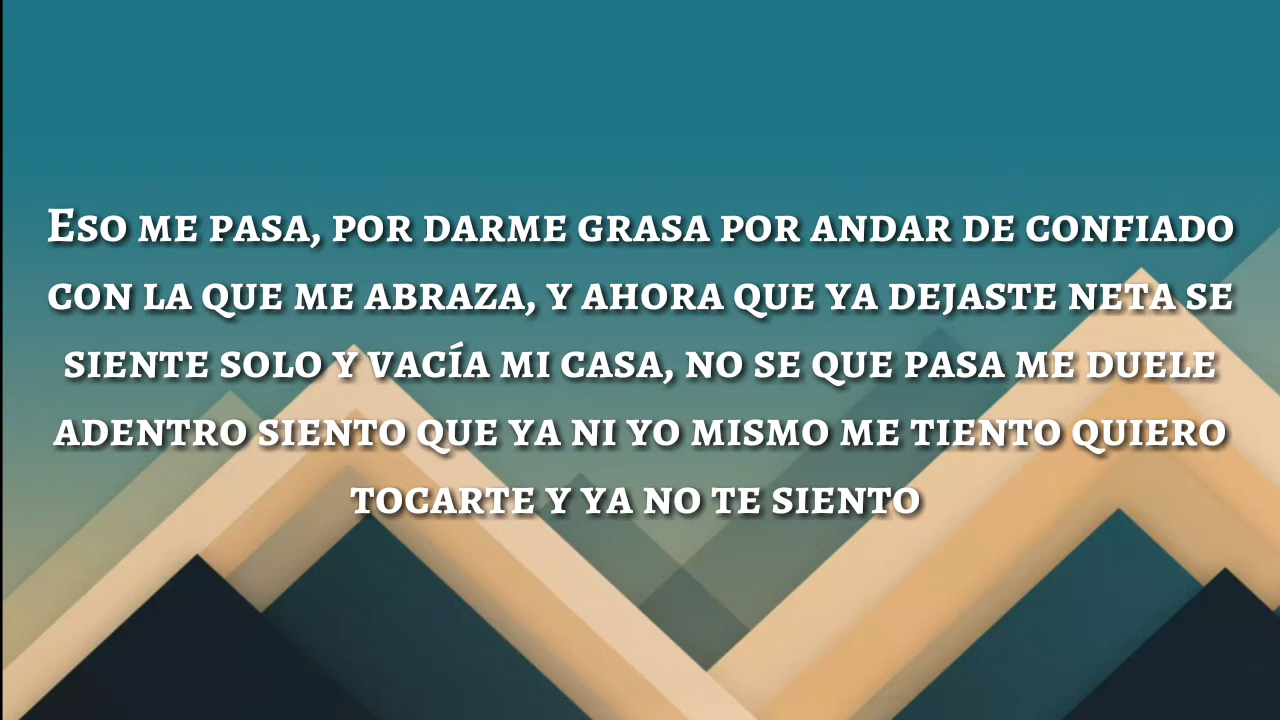 Eso me pasa, por darme grasa por andar de confiado
con la que me abraza, y ahora que ya dejaste neta se
siente solo y vacía mi casa, no se que pasa me duele
adentro siento que ya ni yo mismo me tiento quiero
tocarte y ya no te siento